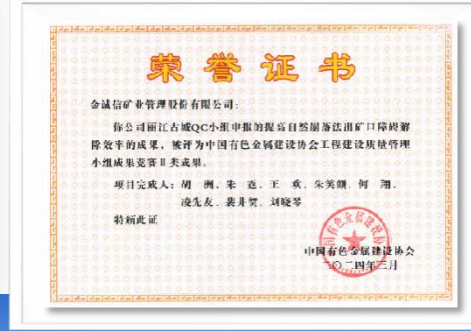 荣誉证书
金诚信矿业管理股份有限公司：
你公司丽江古城QC小组申报的提高自然崩落法出矿口障碍解
除效率的成果，被评为中国有色金属建设协会工程建设质量管理
小组成果竞赛Ⅱ类成果。
项目完成人：胡洲、朱 、王欢、朱英颜、何翔、
凌先友、裴井贺、刘晓琴
特颁此证
中国有色金属建设协会
二〇二四年三月